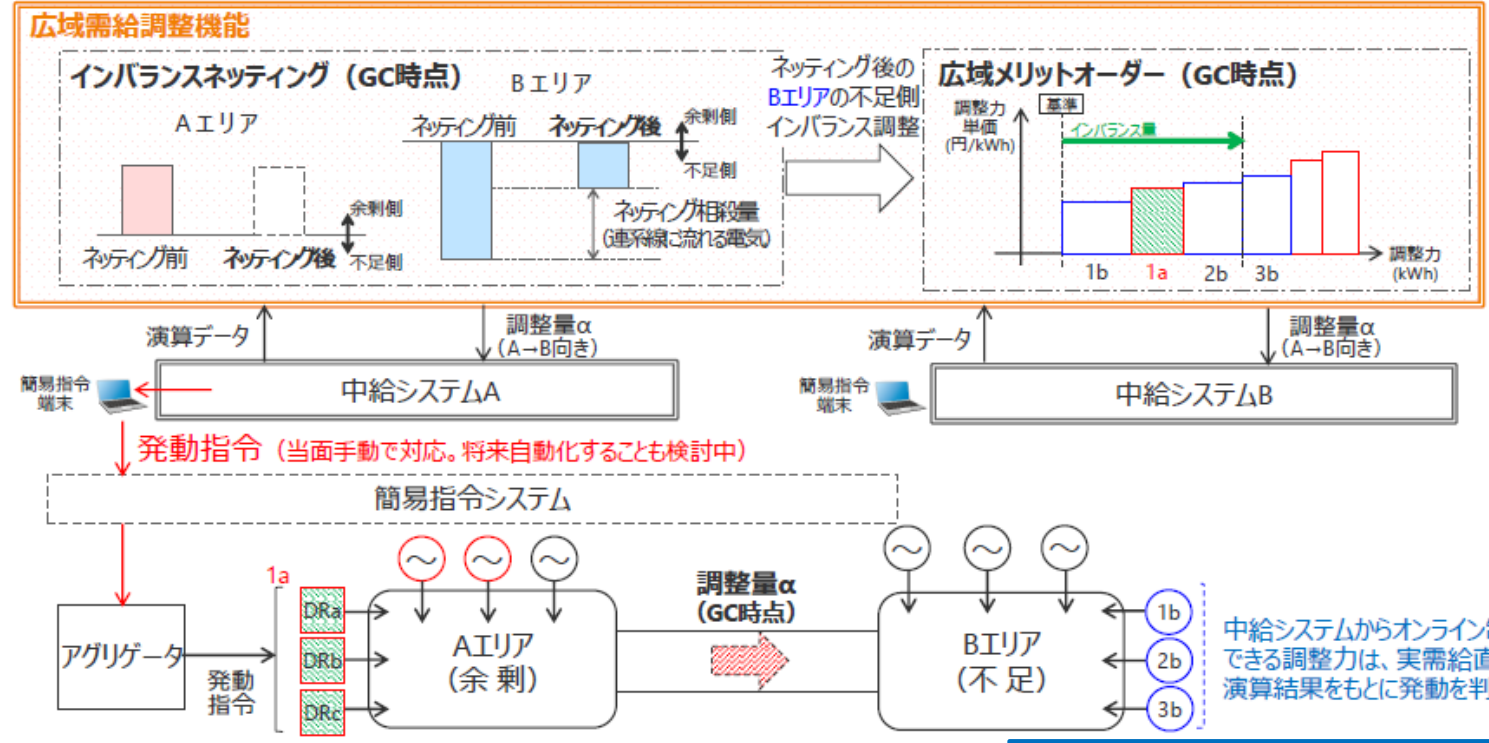 広域需給調整機能
インバランスネッティング（GC時点）
Aエリア
Bエリア
ネッティング前
ネッティング後
余剰側
不足側
ネッティング前
ネッティング後
余剰側
不足側
ネッティング相殺量
（連系線に流れる電気）
ネッティング後の
Bエリアの不足側
インバランス調整
広域メリットオーダー（GC時点）
調整力
単価
(円/kWh)
基準
インバランス量
1b
1a
2b
3b
調整力
(kWh)
演算データ
調整量α
（A→B向き）
演算データ
調整量α
（A→B向き）
簡易指令
端末
中給システムA
簡易指令
端末
中給システムB
発動指令（当面手動で対応。将来自動化することも検討中）
簡易指令システム
アグリゲータ
発動
指令
1a
DRa
DRb
DRc
Aエリア
（余 剰）
調整量α
（GC時点）
Bエリア
（不 足）
1b
2b
3b
中給システムからオンライン
できる調整力は、実需給直
演算結果をもとに発動を判